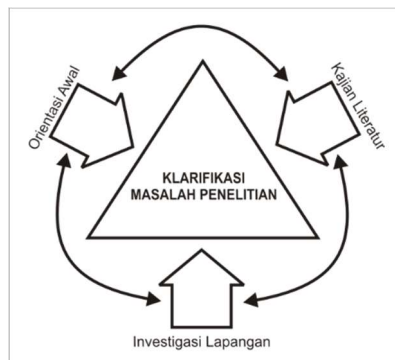 Orientasi Awal
Kajian Literatur
KLARIFIKASI
MASALAH PENELITIAN
Investigasi Lapangan